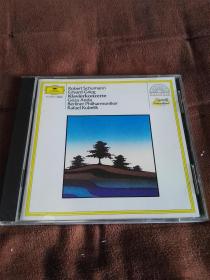 Robert Schumann
Edvard Grieg
Klavierkonzerte
Géza Anda
Berliner Philharmoniker
Rafael Kubelik